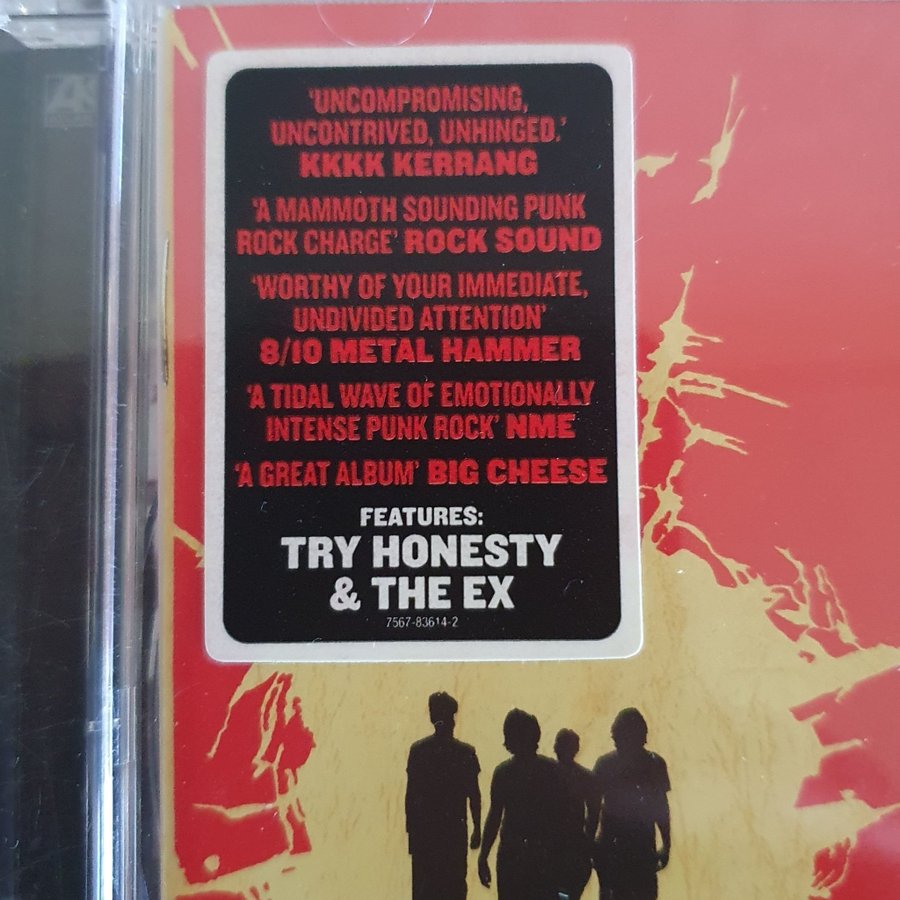 'UNCOMPROMISING,
UNCONTRIVED, UNHINGED.'
KKKK KERRANG
'A MAMMOTH SOUNDING PUNK
ROCK CHARGE' ROCK SOUND
'WORTHY OF YOUR IMMEDIATE,
UNDIVIDED ATTENTION'
8/10 METAL HAMMER
'A TIDAL WAVE OF EMOTIONALLY
INTENSE PUNK ROCK' NME
'A GREAT ALBUM' BIG CHEESE
FEATURES:
TRY HONESTY
& THE EX
7567-83614-2